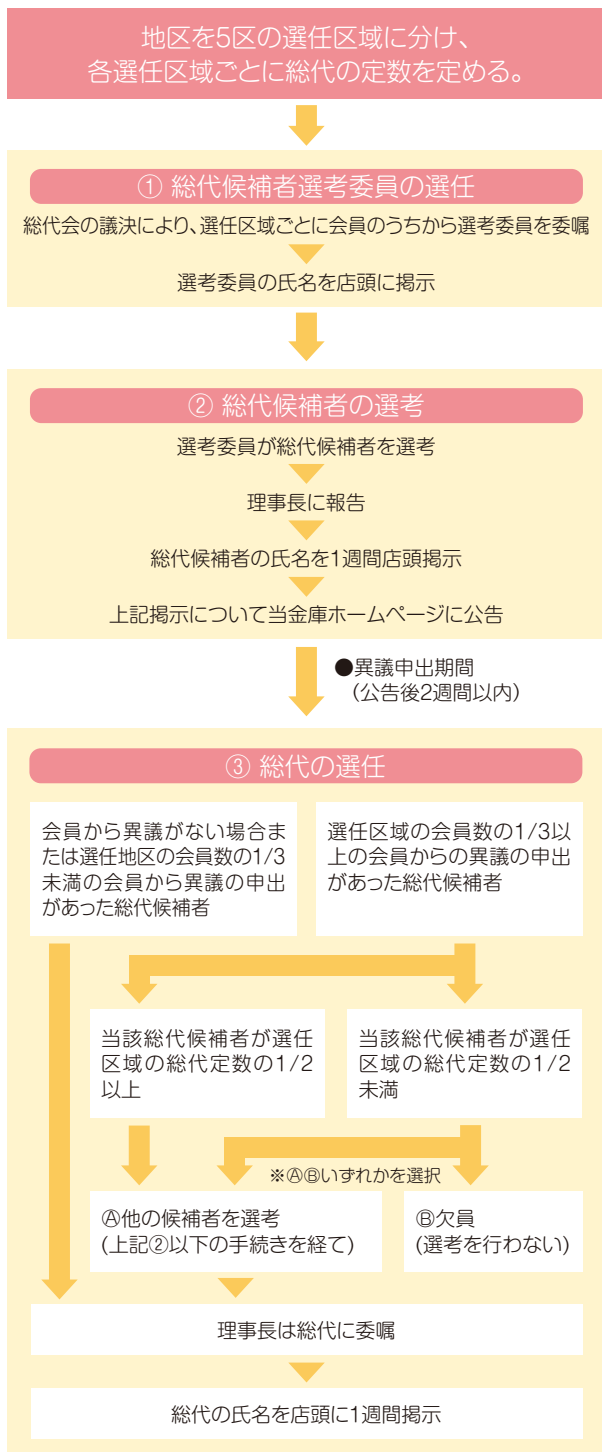 地区を5区の選任区域に分け、
各選任区域ごとに総代の定数を定める。
① 総代候補者選考委員の選任
総代会の議決により、選任区域ごとに会員のうちから選考委員を委嘱
選考委員の氏名を店頭に掲示
② 総代候補者の選考
選考委員が総代候補者を選考
理事長に報告
総代候補者の氏名を1週間店頭掲示
上記掲示について当金庫ホームページに公告
●異議申出期間
(公告後2週間以内)
③ 総代の選任
会員から異議がない場合ま
たは選任地区の会員数の1/3
未満の会員から異議の申出
があった総代候補者
選任区域の会員数の1/3以
上の会員からの異議の申出
があった総代候補者
当該総代候補者が選任
区域の総代定数の1/2
以上
当該総代候補者が選任
区域の総代定数の1/2
未満
※ⒶⒷいずれかを選択
Ⓐ他の候補者を選考
(上記②以下の手続きを経て)
Ⓑ欠員
(選考を行わない)
理事長は総代に委嘱
総代の氏名を店頭に1週間掲示